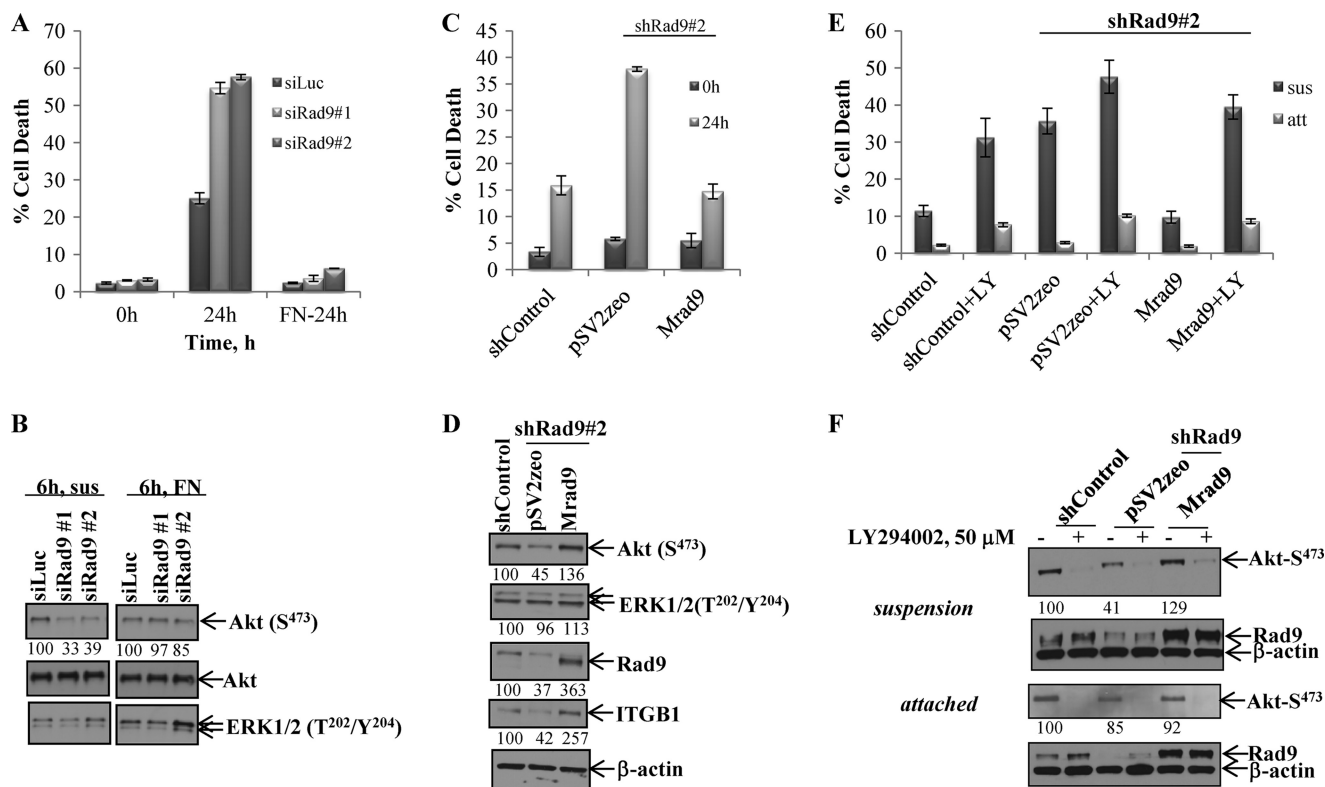 A
% Cell Death
70
60
50
40
30
20
10
0
0h
24h
FN-24h
Time, h
siLuc
siRad9#1
siRad9#2
C
shRad9#2
% Cell Death
45
40
35
30
25
20
15
10
5
0
shControl
pSV2zeo
Mrad9
0h
24h
E
shRad9#2
% Cell Death
60
50
40
30
20
10
0
shControl
shControl+LY
pSV2zeo
pSV2zeo+LY
Mrad9
Mrad9+LY
sus
att
B
6h, sus
6h, FN
siLuc
siRad9 #1
siRad9 #2
siLuc
siRad9 #1
siRad9 #2
Akt (S473)
100 33 39 100 97 85
Akt
ERK1/2 (T202/Y204)
D
shRad9#2
shControl
pSV2zeo
Mrad9
Akt (S473)
100 45 136
ERK1/2(T202/Y204)
100 96 113
Rad9
100 37 363
ITGB1
100 42 257
β-actin
F
shRad9
shControl
pSV2zeo
Mrad9
LY294002, 50 μM - + - + - +
Akt-S473
suspension
100 41 129
Rad9
β-actin
attached
Akt-S473
100 85 92
Rad9
β-actin